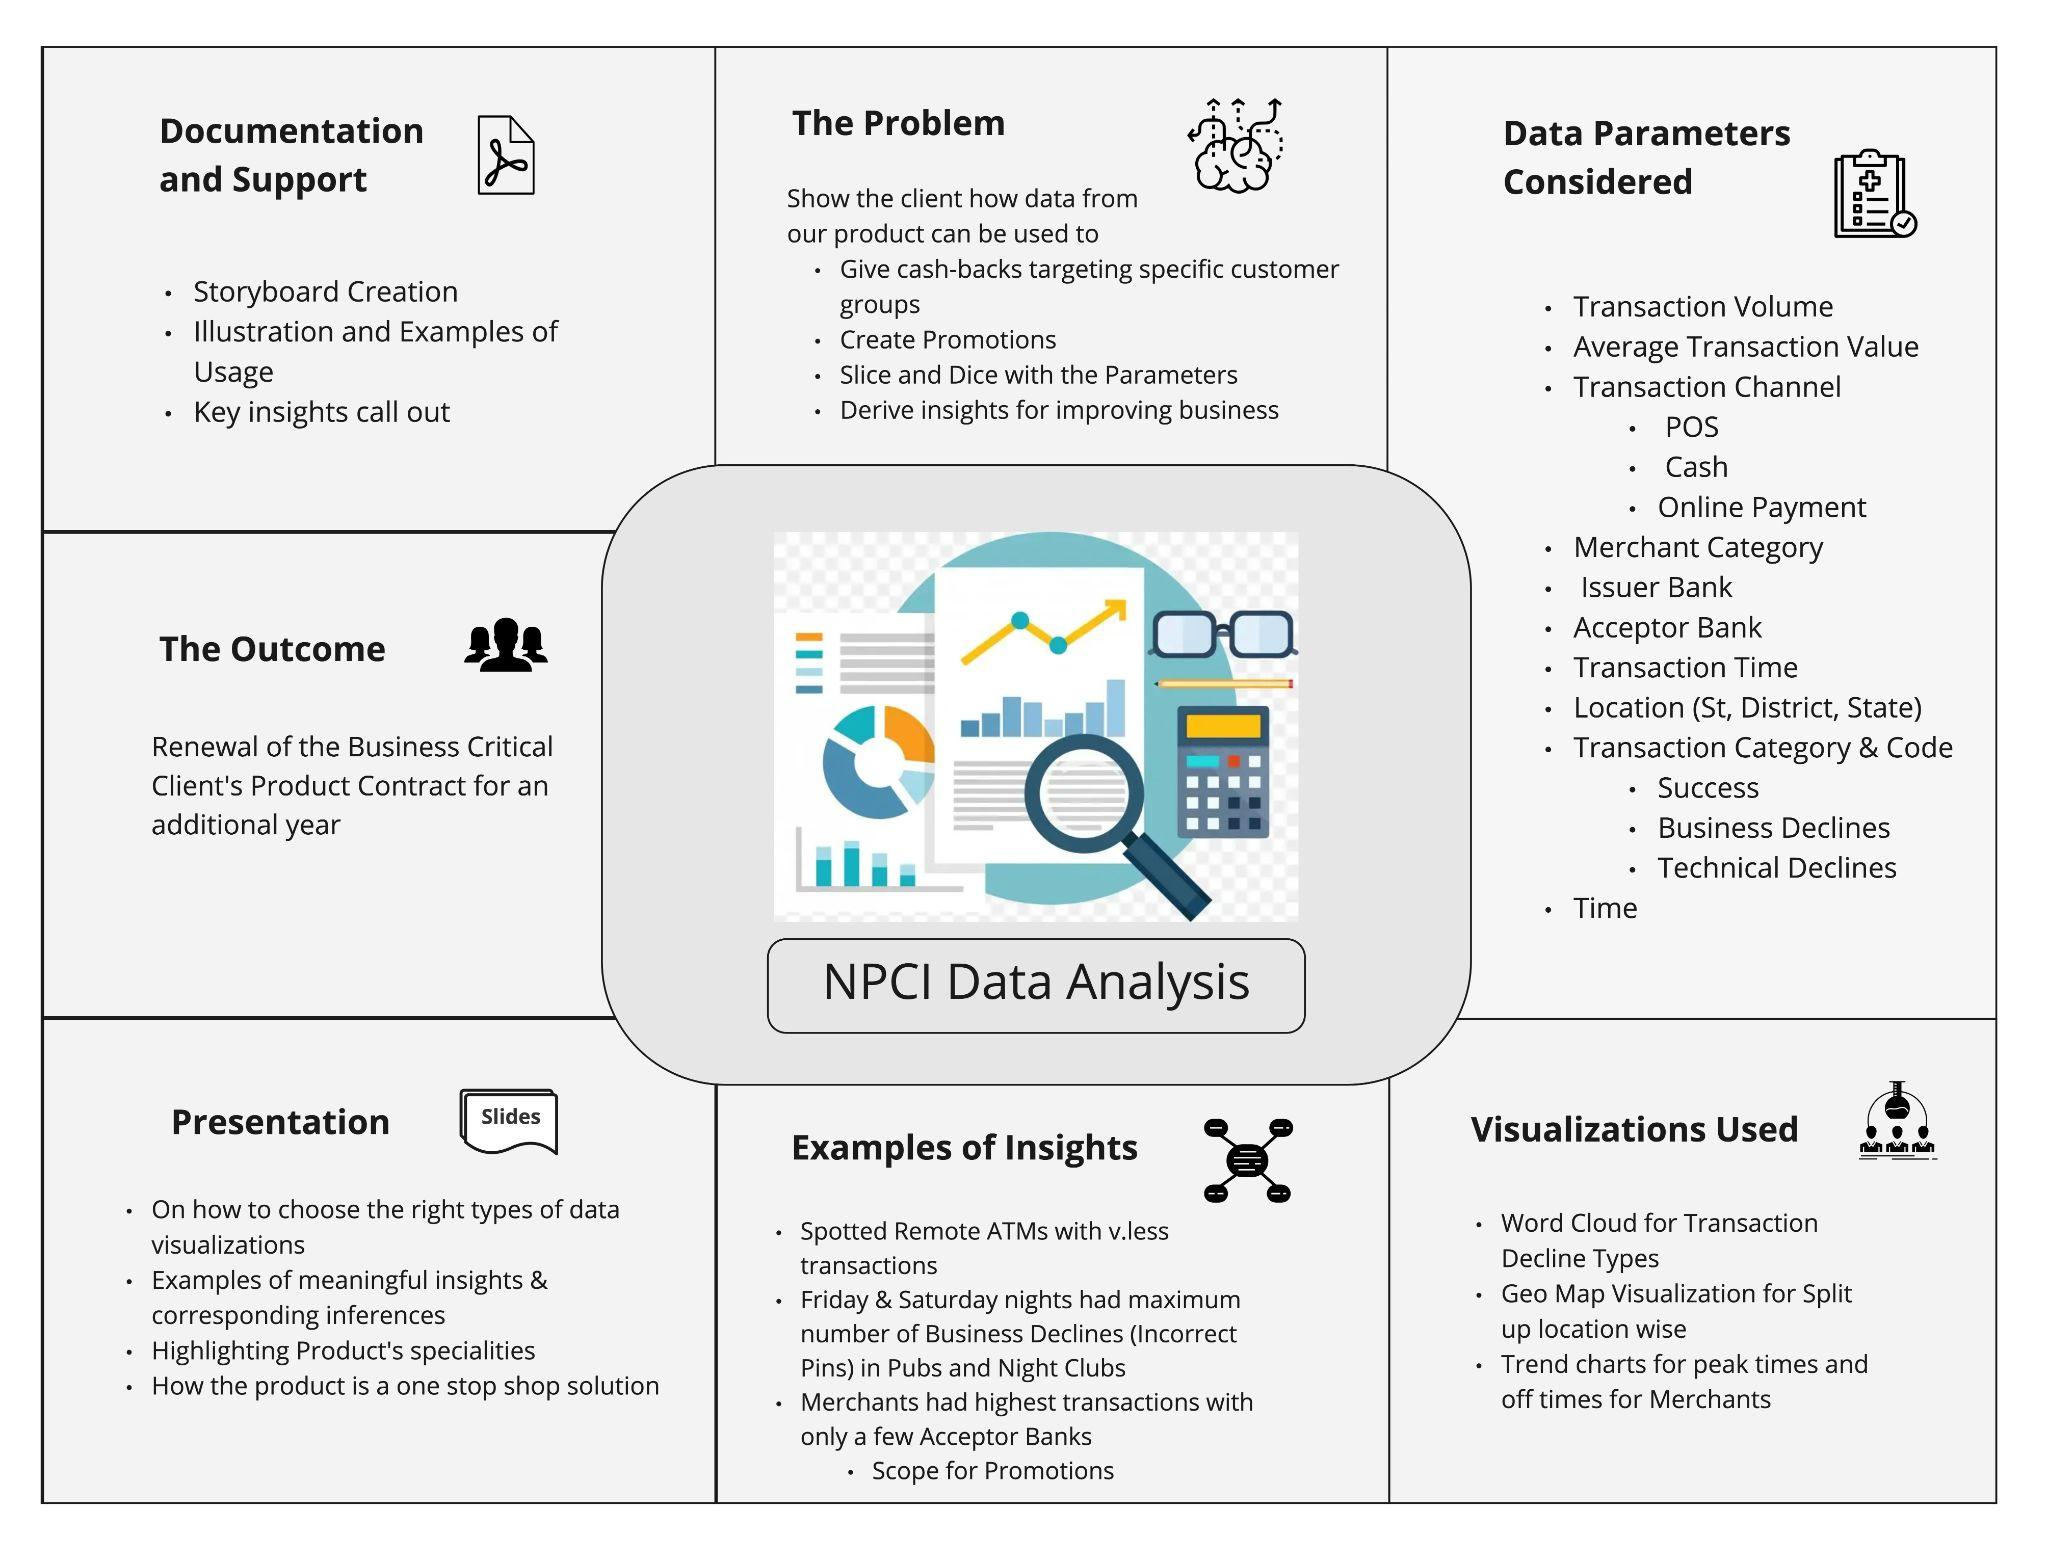 Documentation
and Support
Storyboard Creation
Illustration and Examples of
Usage
Key insights call out
The Problem
Show the client how data from
our product can be used to
Give cash-backs targeting specific customer
groups
Create Promotions
Slice and Dice with the Parameters
Derive insights for improving business
Data Parameters
Considered
Transaction Volume
Average Transaction Value
Transaction Channel
POS
Cash
Online Payment
Merchant Category
Issuer Bank
Acceptor Bank
Transaction Time
Location (St, District, State)
Transaction Category & Code
Success
Business Declines
Technical Declines
Time
The Outcome
Renewal of the Business Critical
Client's Product Contract for an
additional year
NPCI Data Analysis
Presentation
Slides
On how to choose the right types of data
visualizations
Examples of meaningful insights &
corresponding inferences
Highlighting Product's specialities
How the product is a one stop shop solution
Examples of Insights
Spotted Remote ATMs with v.less
transactions
Friday & Saturday nights had maximum
number of Business Declines (Incorrect
Pins) in Pubs and Night Clubs
Merchants had highest transactions with
only a few Acceptor Banks
Scope for Promotions
Visualizations Used
Word Cloud for Transaction
Decline Types
Geo Map Visualization for Split
up location wise
Trend charts for peak times and
off times for Merchants